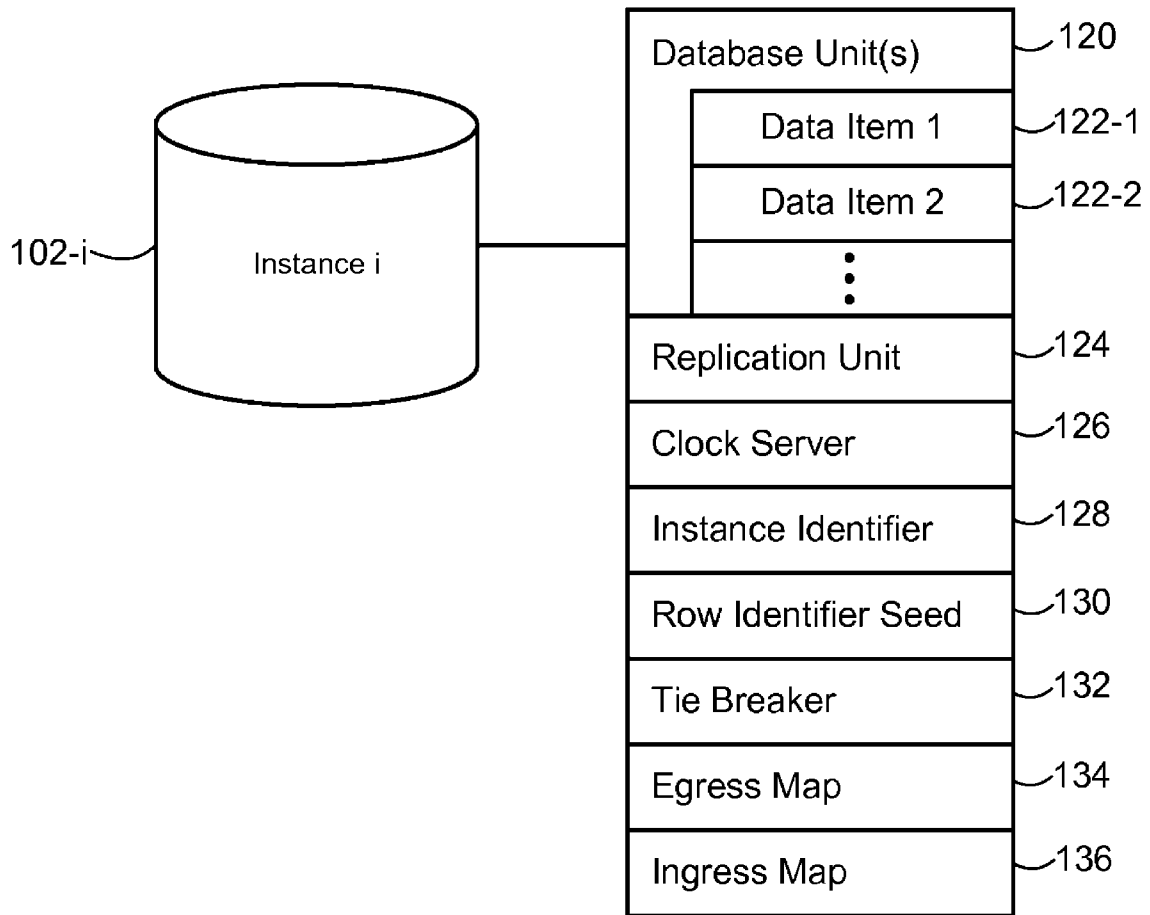 Database Unit(s)
120
Data Item 1
122-1
Data Item 2
122-2
102-i
Instance i
Replication Unit
124
Clock Server
126
Instance Identifier
128
Row Identifier Seed
130
Tie Breaker
132
Egress Map
134
Ingress Map
136